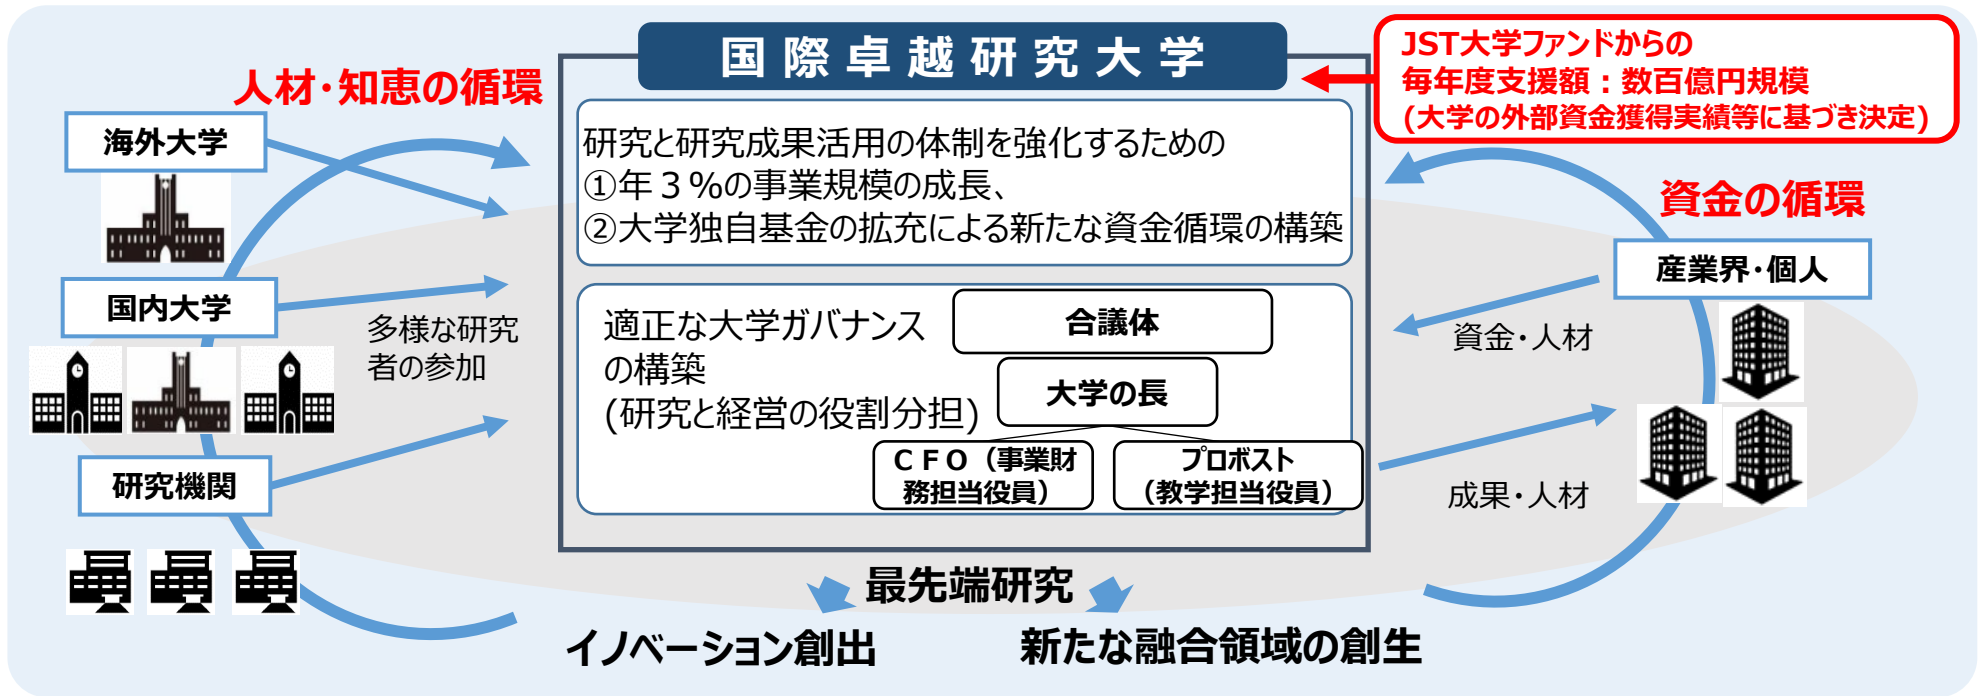 国際卓越研究大学
JST大学ファンドからの
毎年度支援額：数百億円規模
(大学の外部資金獲得実績等に基づき決定)
人材・知恵の循環
海外大学
国内大学
多様な研究
者の参加
研究機関
研究と研究成果活用の体制を強化するための
①年３％の事業規模の成長、
②大学独自基金の拡充による新たな資金循環の構築
適正な大学ガバナンス
の構築
(研究と経営の役割分担)
合議体
大学の長
ＣＦＯ（事業財
務担当役員）
プロボスト
（教学担当役員）
資金の循環
産業界・個人
資金・人材
成果・人材
最先端研究
イノベーション創出
新たな融合領域の創生